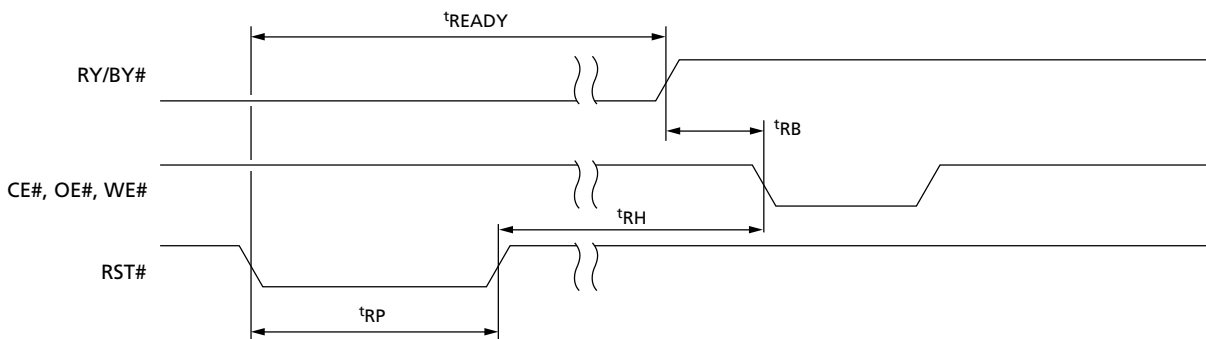 tREADY
RY/BY#
tRB
CE#, OE#, WE#
tRH
RST#
tRP